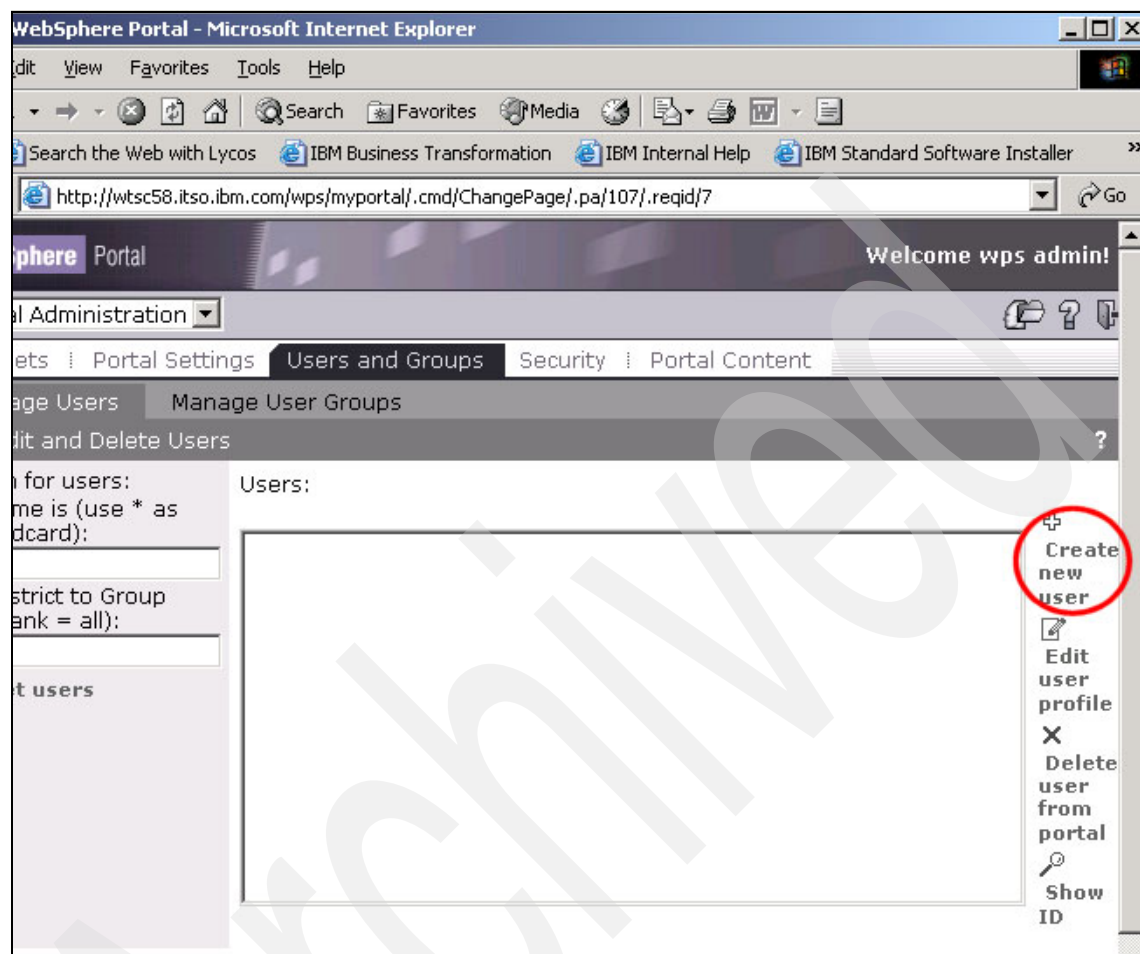 WebSphere Portal - Microsoft Internet Explorer
dit View Favorites Tools Help
Search Favorites Media
Search the Web with Lycos IBM Business Transformation IBM Internal Help IBM Standard Software Installer »
http://wtsc58.itso.ibm.com/wps/myportal/.cmd/ChangePage/.pa/107/.reqid/7 Go
Sphere Portal Welcome wps admin!
al Administration
ets Portal Settings Users and Groups Security Portal Content
age Users Manage User Groups
dit and Delete Users ?
n for users: Users:
me is (use * as
dcard):
Create
new
user
strict to Group
ank = all):
Edit
user
profile
t users
Delete
user
from
portal
Show
ID
Archived